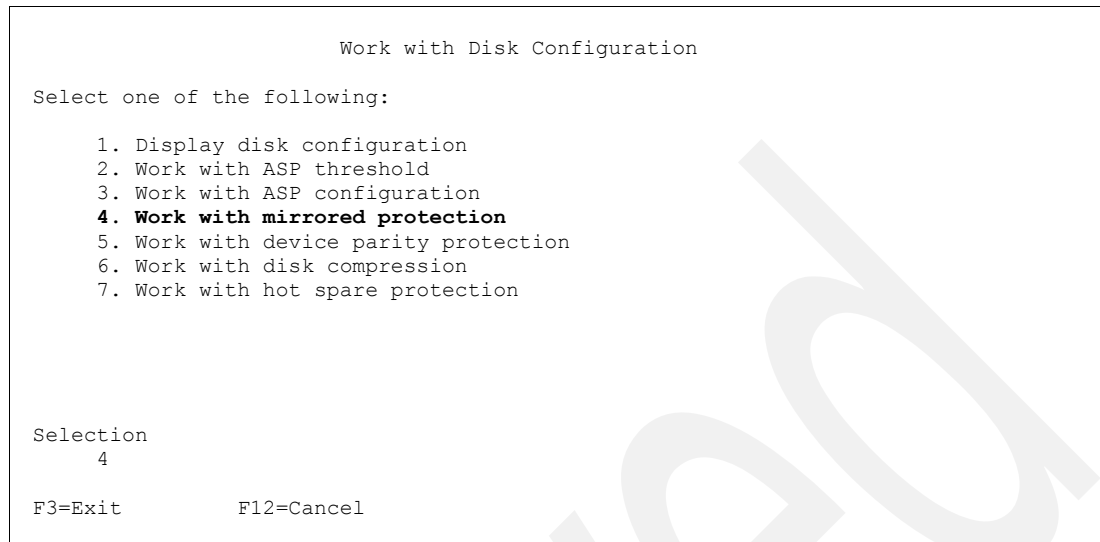 Work with Disk Configuration
Select one of the following:
1. Display disk configuration
2. Work with ASP threshold
3. Work with ASP configuration
4. Work with mirrored protection
5. Work with device parity protection
6. Work with disk compression
7. Work with hot spare protection
Selection
4
F3=Exit F12=Cancel